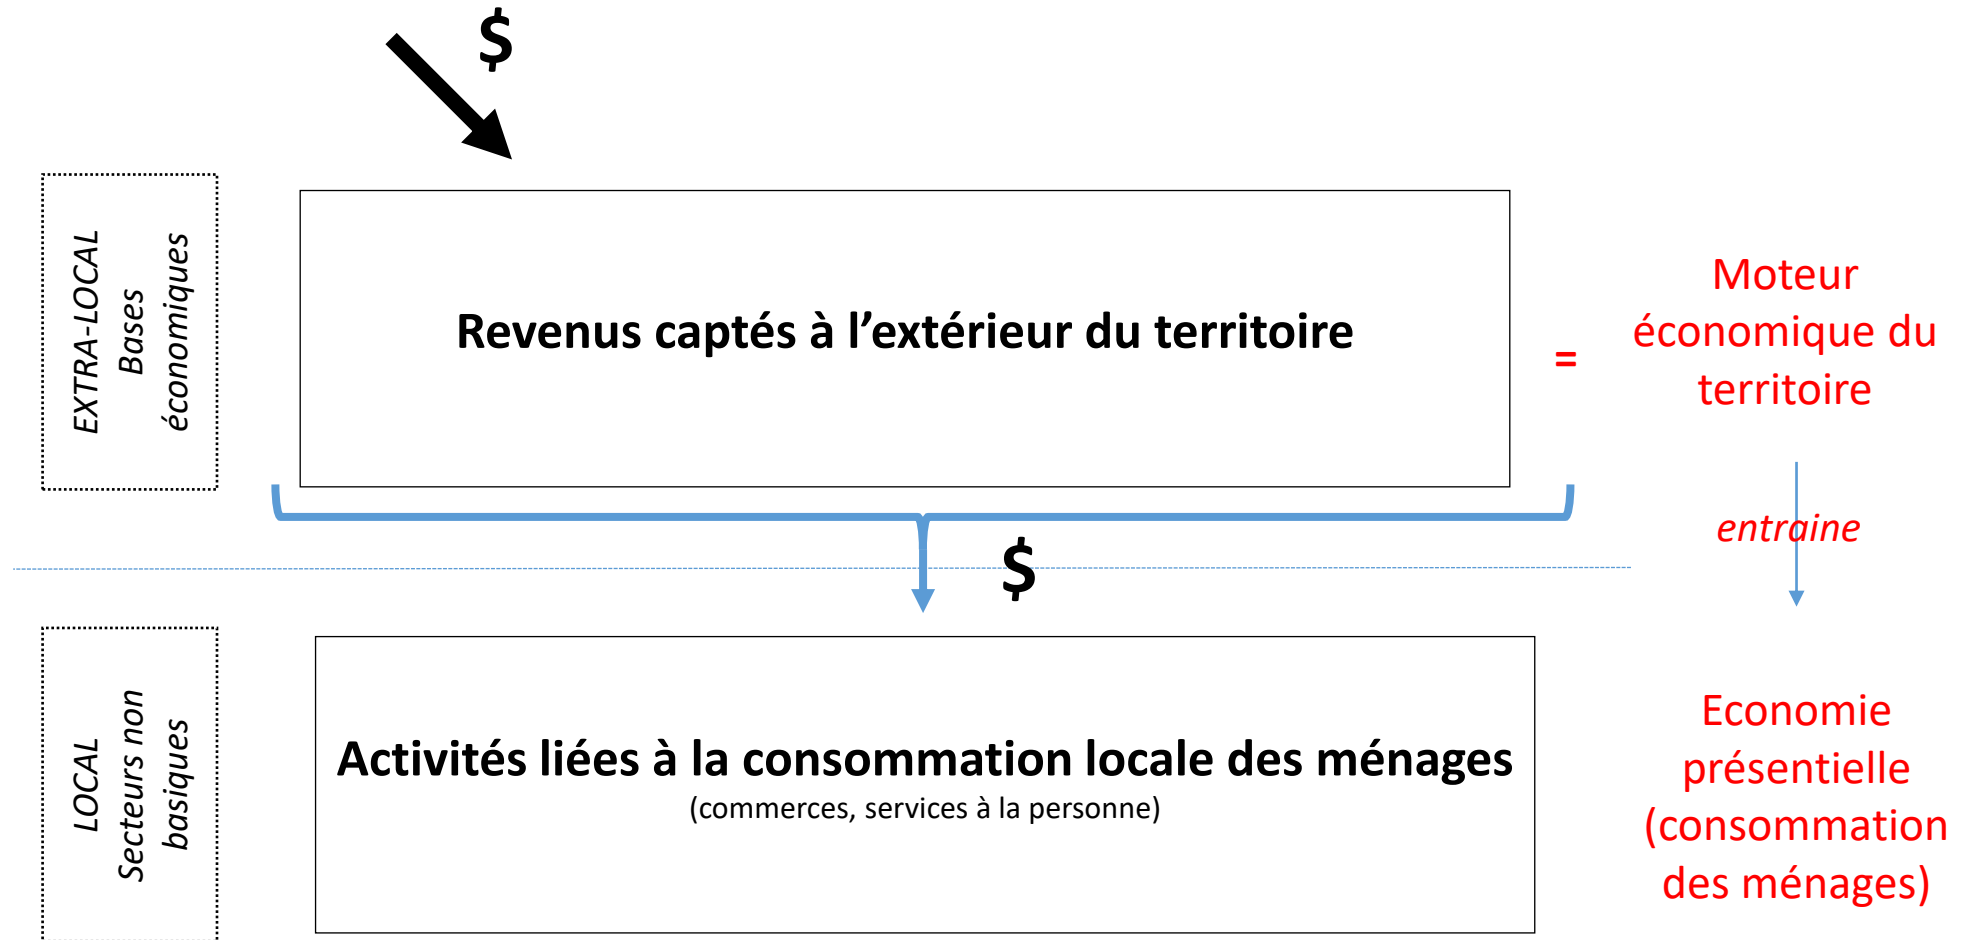 $
EXTRA-LOCAL
Bases
économiques
Revenus captés à l’extérieur du territoire
=
Moteur
économique du
territoire
entraine
$
LOCAL
Secteurs non
basiques
Activités liées à la consommation locale des ménages
(commerces, services à la personne)
Economie
présentielle
(consommation
des ménages)